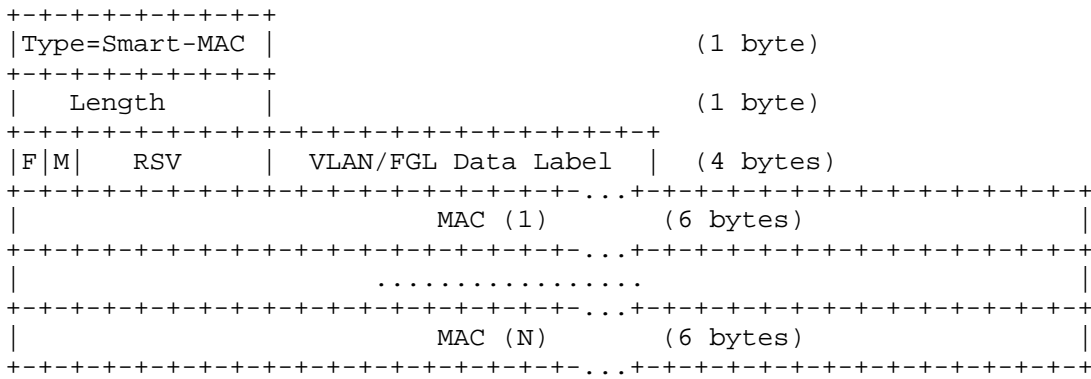 +-+-+-+-+-+-+-+-+
|Type=Smart-MAC | (1 byte)
+-+-+-+-+-+-+-+-+
| Length | (1 byte)
+-+-+-+-+-+-+-+-+-+-+-+-+-+-+-+-+-+-+-+-+
|F|M| RSV | VLAN/FGL Data Label | (4 bytes)
+-+-+-+-+-+-+-+-+-+-+-+-+-+-+-+-+-+-...+-+-+-+-+-+-+-+-+-+-+-+-+-+-+
| MAC (1) (6 bytes) |
+-+-+-+-+-+-+-+-+-+-+-+-+-+-+-+-+-+-...+-+-+-+-+-+-+-+-+-+-+-+-+-+-+
| ................. |
+-+-+-+-+-+-+-+-+-+-+-+-+-+-+-+-+-+-...+-+-+-+-+-+-+-+-+-+-+-+-+-+-+
| MAC (N) (6 bytes) |
+-+-+-+-+-+-+-+-+-+-+-+-+-+-+-+-+-+-...+-+-+-+-+-+-+-+-+-+-+-+-+-+-+